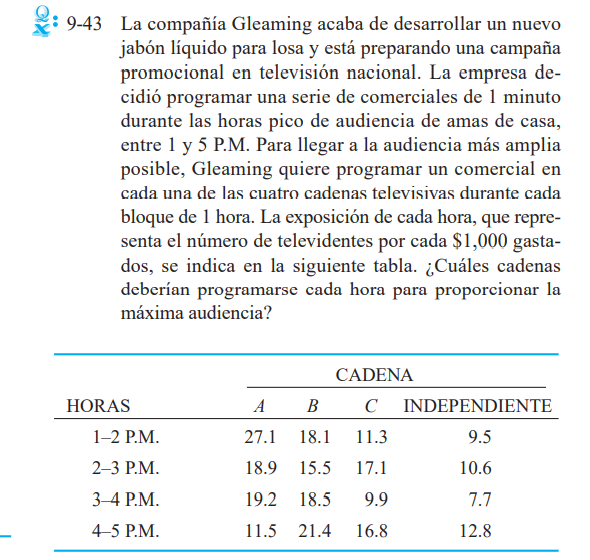 Q
X : 9-43 La compañía Gleaming acaba de desarrollar un nuevo
jabón líquido para losa y está preparando una campaña
promocional en televisión nacional. La empresa de-
cidió programar una serie de comerciales de 1 minuto
durante las horas pico de audiencia de amas de casa,
entre 1 y 5 P.M. Para llegar a la audiencia más amplia
posible, Gleaming quiere programar un comercial en
cada una de las cuatro cadenas televisivas durante cada
bloque de 1 hora. La exposición de cada hora, que repre-
senta el número de televidentes por cada $1,000 gasta-
dos, se indica en la siguiente tabla. ¿Cuáles cadenas
deberían programarse cada hora para proporcionar la
máxima audiencia?
CADENA
HORAS A B C INDEPENDIENTE
1–2 P.M. 27.1 18.1 11.3 9.5
2–3 P.M. 18.9 15.5 17.1 10.6
3–4 P.M. 19.2 18.5 9.9 7.7
4–5 P.M. 11.5 21.4 16.8 12.8